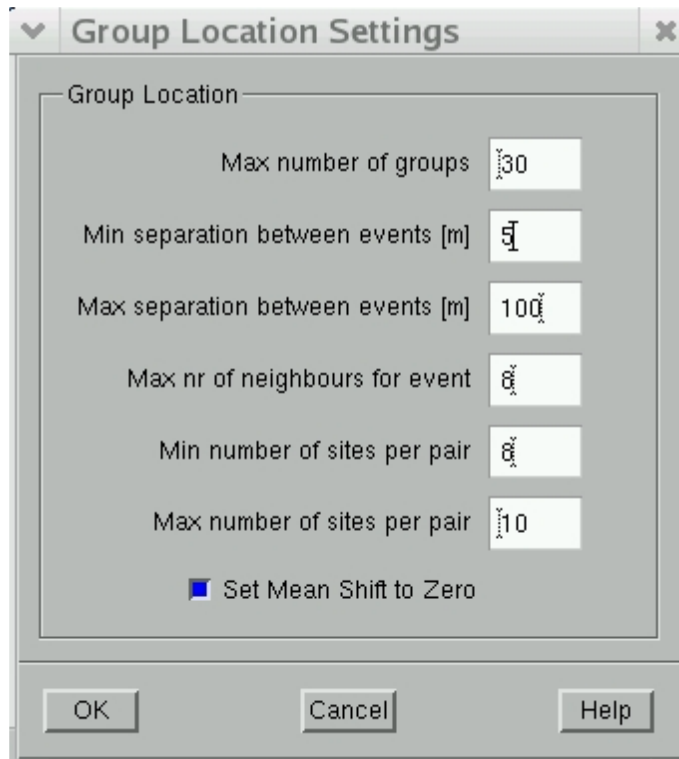 Group Location Settings
Group Location
Max number of groups 30
Min separation between events [m] 5
Max separation between events [m] 100
Max nr of neighbours for event 8
Min number of sites per pair 8
Max number of sites per pair 10
Set Mean Shift to Zero
OK Cancel Help